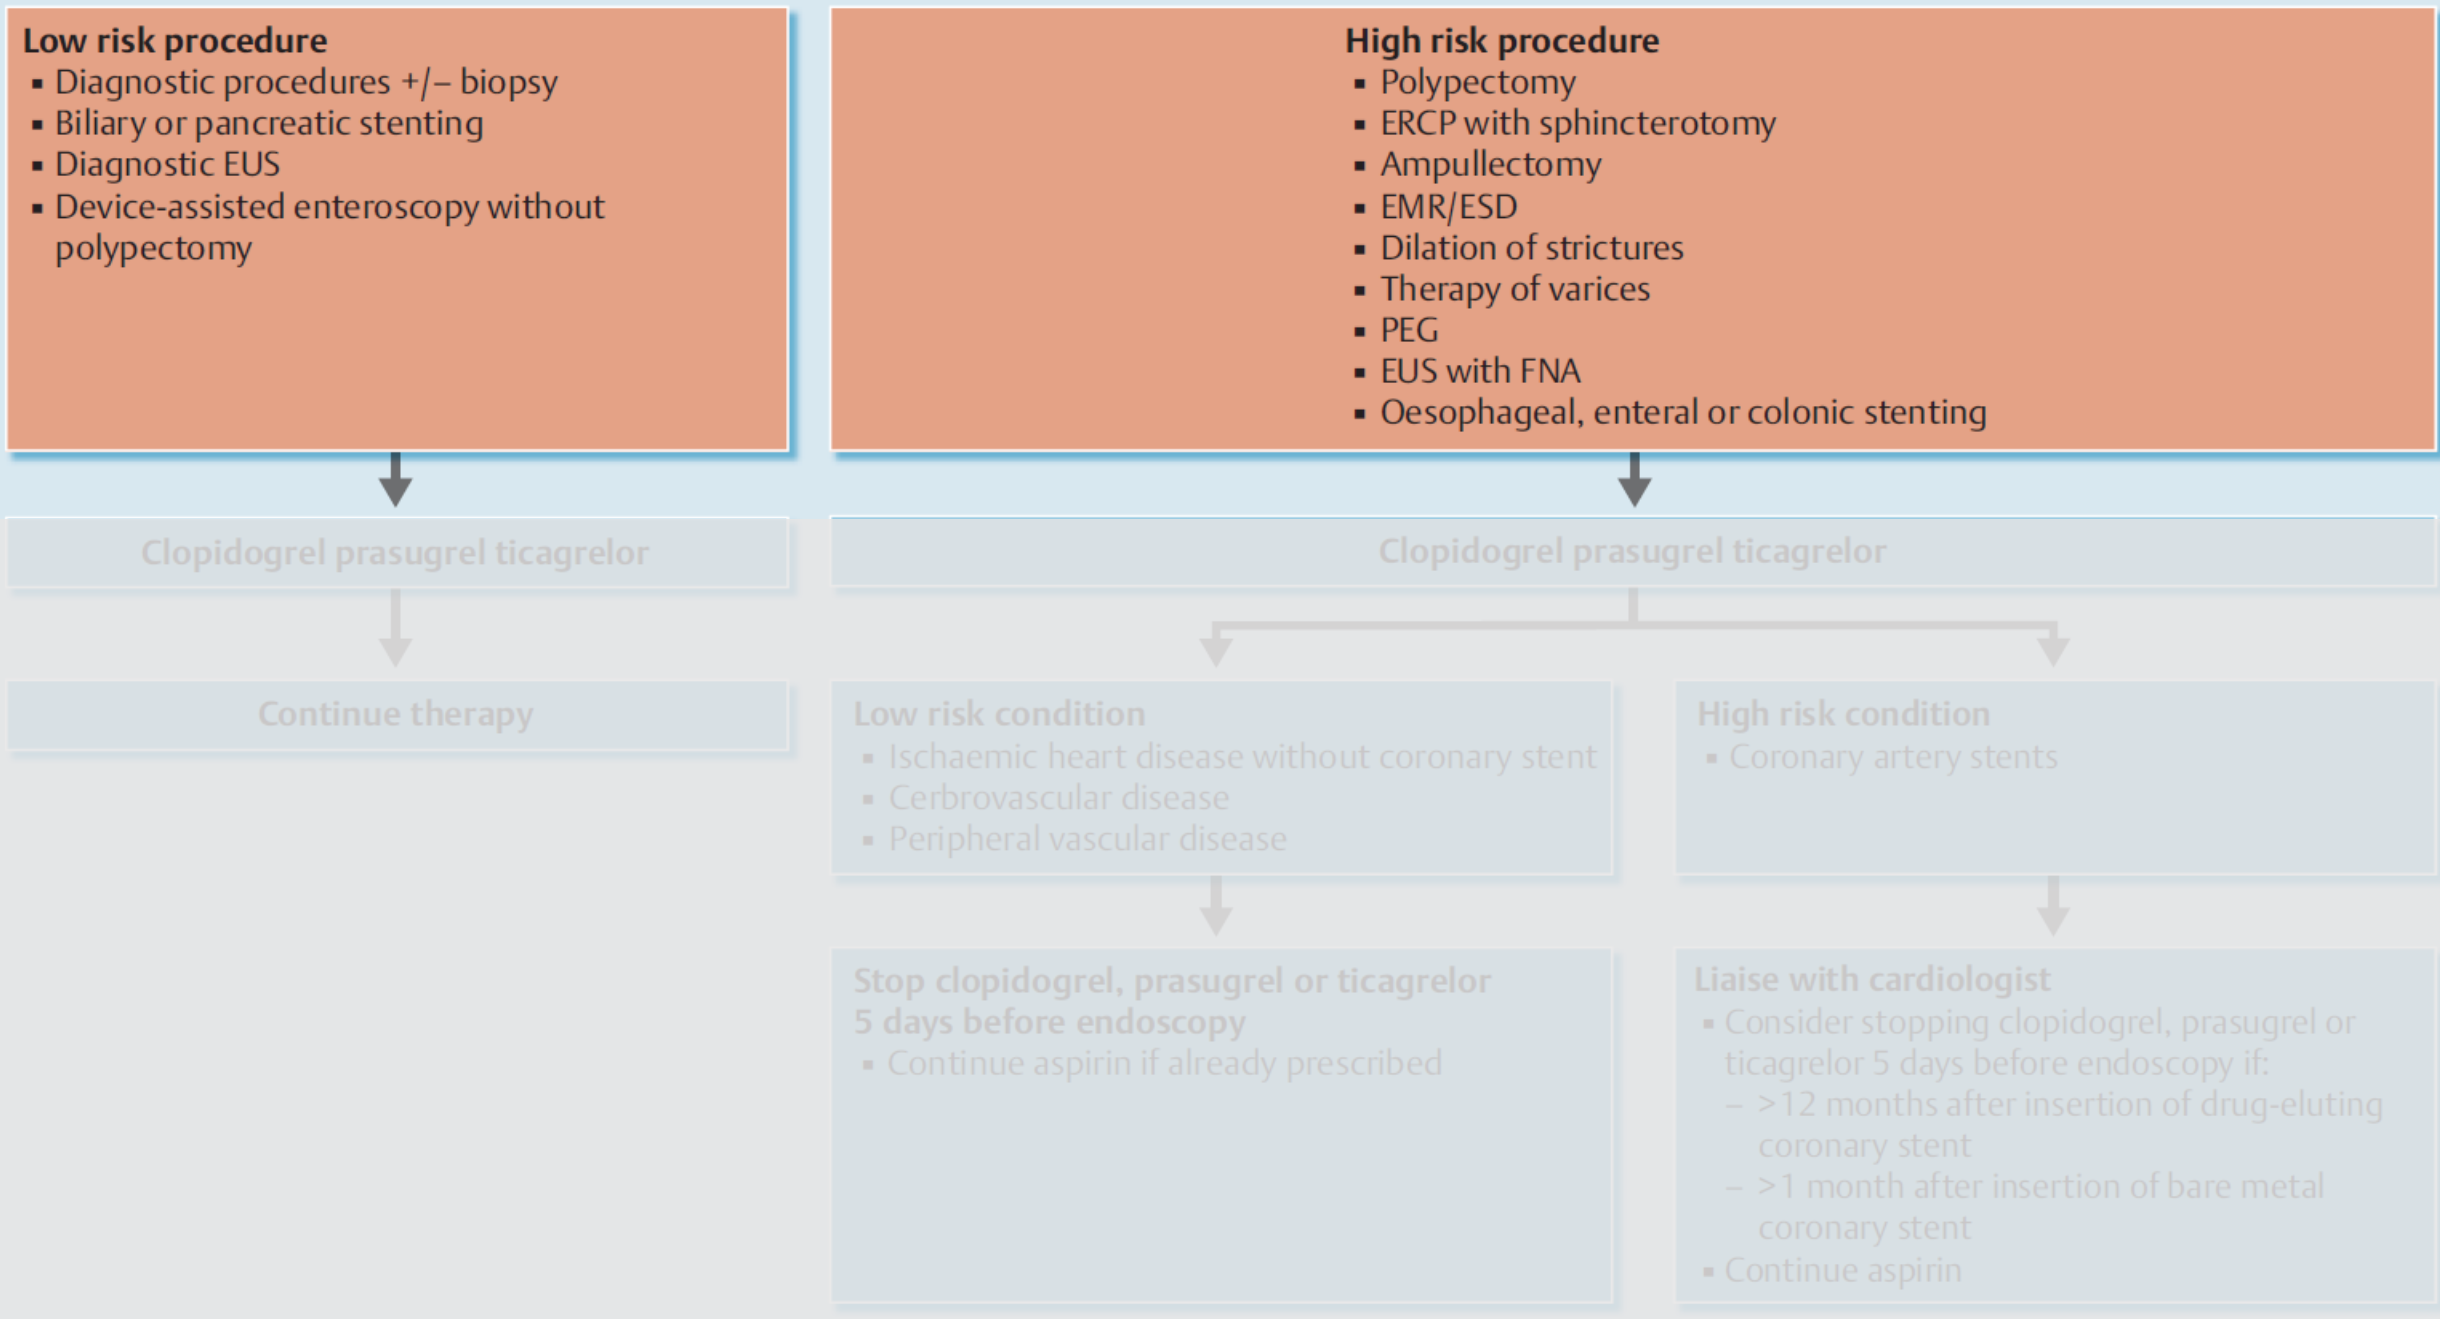 Low risk procedure
▪ Diagnostic procedures +/– biopsy
▪ Biliary or pancreatic stenting
▪ Diagnostic EUS
▪ Device-assisted enteroscopy without
polypectomy
High risk procedure
▪ Polypectomy
▪ ERCP with sphincterotomy
▪ Ampullectomy
▪ EMR/ESD
▪ Dilation of strictures
▪ Therapy of varices
▪ PEG
▪ EUS with FNA
▪ Oesophageal, enteral or colonic stenting
Clopidogrel prasugrel ticagrelor
Clopidogrel prasugrel ticagrelor
Continue therapy
Low risk condition
▪ Ischaemic heart disease without coronary stent
▪ Cerbrovascular disease
▪ Peripheral vascular disease
High risk condition
▪ Coronary artery stents
Stop clopidogrel, prasugrel or ticagrelor
5 days before endoscopy
▪ Continue aspirin if already prescribed
Liaise with cardiologist
▪ Consider stopping clopidogrel, prasugrel or
ticagrelor 5 days before endoscopy if:
– >12 months after insertion of drug-eluting
coronary stent
– >1 month after insertion of bare metal
coronary stent
▪ Continue aspirin